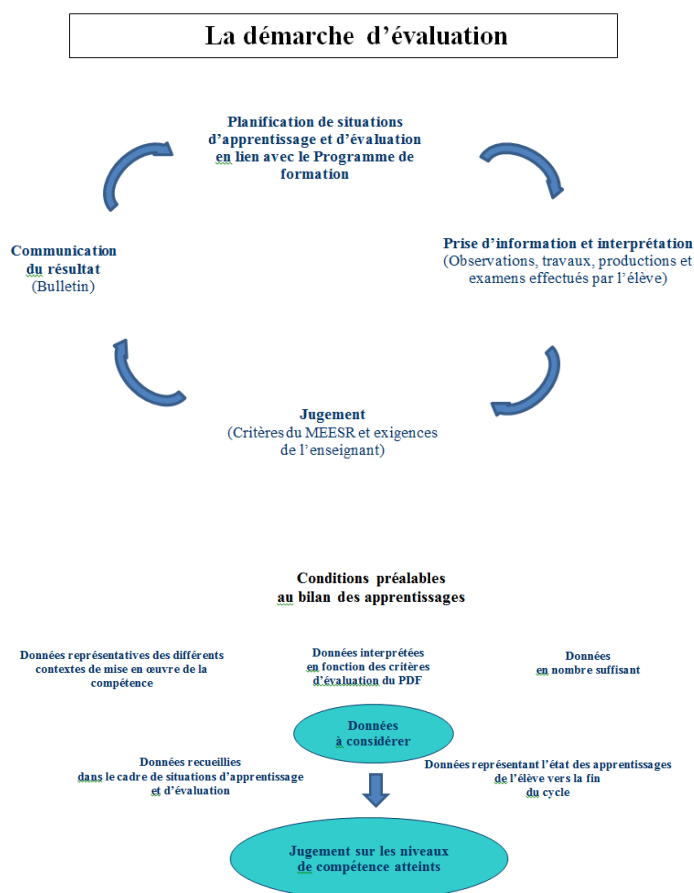 La démarche d’évaluation
Planification de situations
d’apprentissage et d’évaluation
en lien avec le Programme de
formation
Communication
du résultat
(Bulletin)
Prise d’information et interprétation
(Observations, travaux, productions et
examens effectués par l’élève)
Jugement
(Critères du MEESR et exigences
de l’enseignant)
Conditions préalables
au bilan des apprentissages
Données représentatives des différents
contextes de mise en œuvre de la
compétence
Données interprétées
en fonction des critères
d’évaluation du PDF
Données
en nombre suffisant
Données
à considérer
Données recueillies
dans le cadre de situations d’apprentissage
et d’évaluation
Données représentant l’état des apprentissages
de l’élève vers la fin
du cycle
Jugement sur les niveaux
de compétence atteints